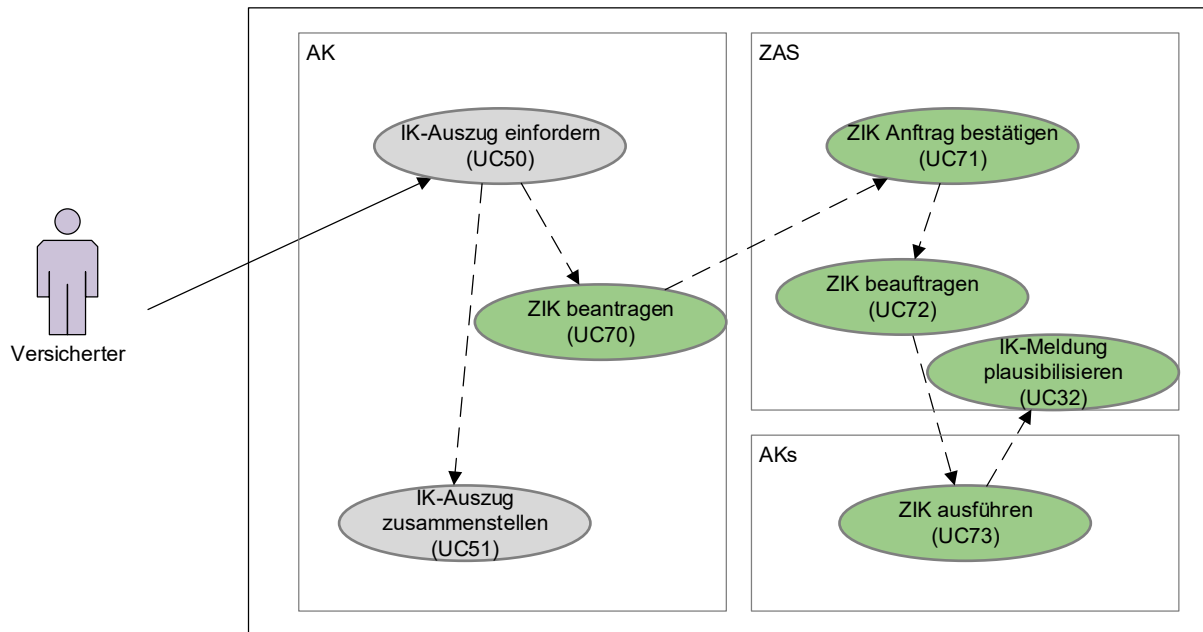 AK
ZAS
IK-Auszug einfordern
(UC50)
ZIK Anftrag bestätigen
(UC71)
ZIK beantragen
(UC70)
ZIK beauftragen
(UC72)
IK-Meldung
plausibilisieren
(UC32)
Versicherter
AKs
IK-Auszug
zusammenstellen
(UC51)
ZIK ausführen
(UC73)